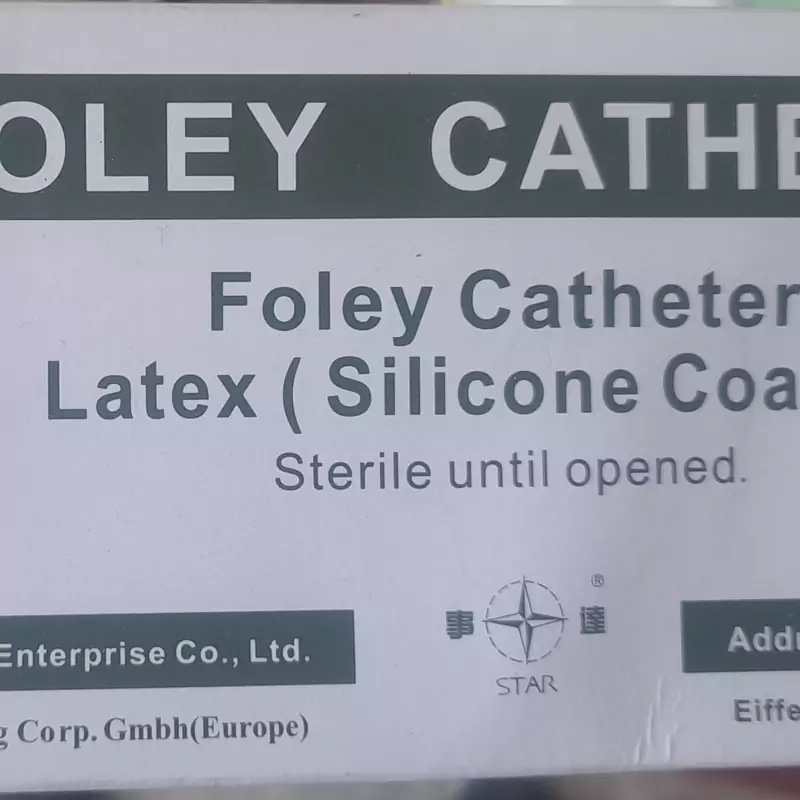 OLEY CATHE
Foley Catheter
Latex ( Silicone Coa
Sterile until opened.
事 達 ®
STAR
Enterprise Co., Ltd.
g Corp. Gmbh(Europe)
Addr
Eiffe